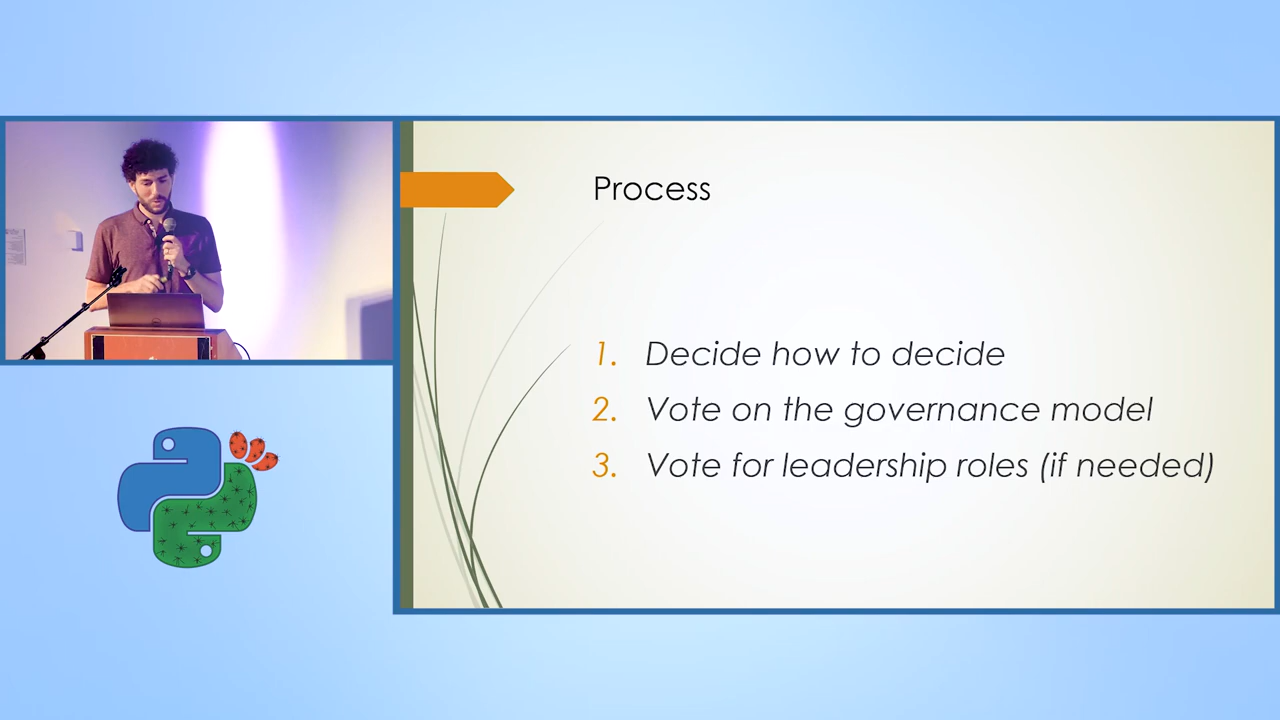 Process
1. Decide how to decide
2. Vote on the governance model
3. Vote for leadership roles (if needed)